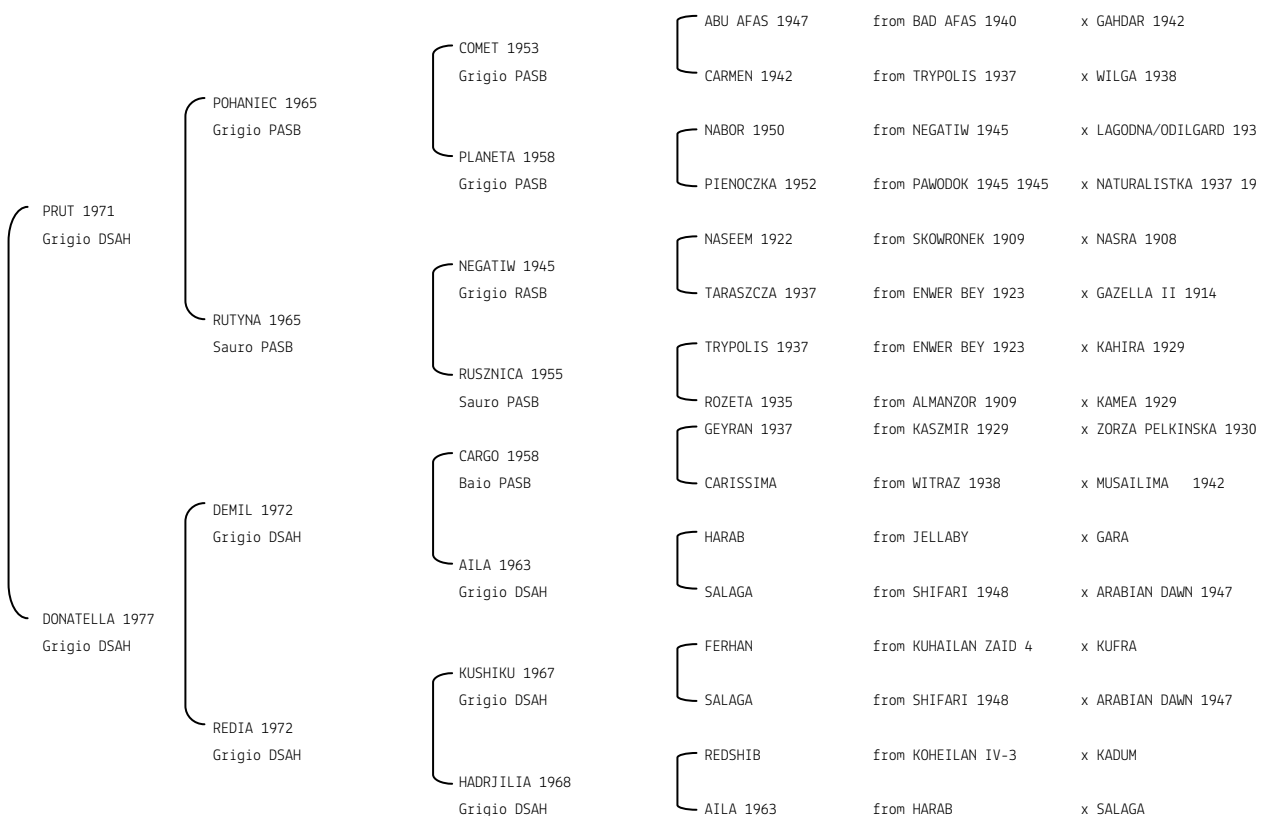 ABU AFAS 1947 from BAD AFAS 1940 x GAHDAR 1942
COMET 1953
Grigio PASB
CARMEN 1942 from TRYPOLIS 1937 x WILGA 1938
POHANIEC 1965
Grigio PASB
NABOR 1950 from NEGATIW 1945 x LAGODNA/ODILGARD 193
PLANETA 1958
Grigio PASB
PIENOCZKA 1952 from PAWODOK 1945 1945 x NATURALISTKA 1937 19
PRUT 1971
Grigio DSAH
NASEEM 1922 from SKOWRONEK 1909 x NASRA 1908
NEGATIW 1945
Grigio RASB
TARASZCZA 1937 from ENWER BEY 1923 x GAZELLA II 1914
RUTYNA 1965
Sauro PASB
TRYPOLIS 1937 from ENWER BEY 1923 x KAHIRA 1929
RUSZNICA 1955
Sauro PASB
ROZETA 1935 from ALMANZOR 1909 x KAMEA 1929
GEYRAN 1937 from KASZMIR 1929 x ZORZA PELKINSKA 1930
CARGO 1958
Baio PASB
CARISSIMA from WITRAZ 1938 x MUSAILIMA 1942
DEMIL 1972
Grigio DSAH
HARAB from JELLABY x GARA
AILA 1963
Grigio DSAH
SALAGA from SHIFARI 1948 x ARABIAN DAWN 1947
DONATELLA 1977
Grigio DSAH
FERHAN from KUHAILAN ZAID 4 x KUFRA
KUSHIKU 1967
Grigio DSAH
SALAGA from SHIFARI 1948 x ARABIAN DAWN 1947
REDIA 1972
Grigio DSAH
REDSHIB from KOHEILAN IV-3 x KADUM
HADRJILIA 1968
Grigio DSAH
AILA 1963 from HARAB x SALAGA